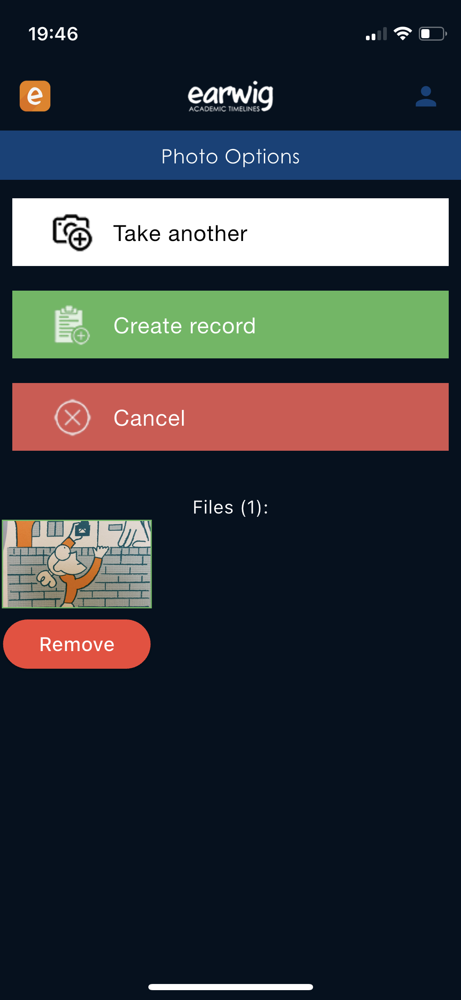 19:46
e
earwig
ACADEMIC TIMELINES
Photo Options
Take another
Create record
Cancel
Files (1):
Remove